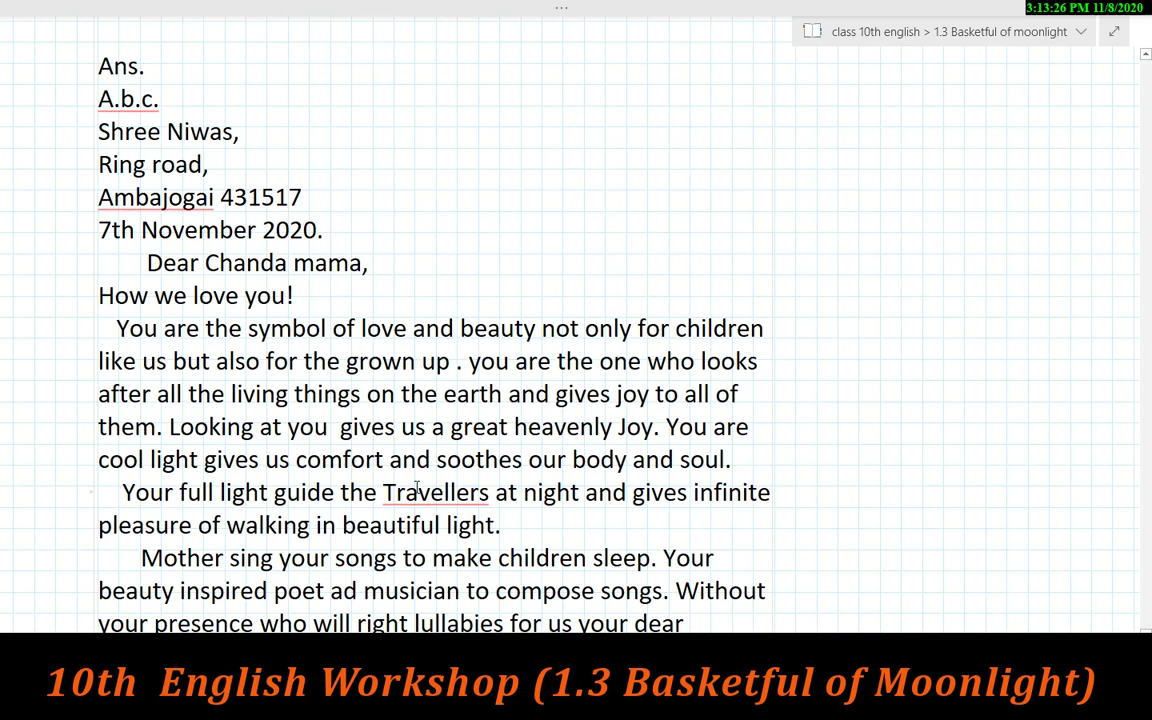 3:13:26 PM 11/8/2020
class 10th english > 1.3 Basketful of moonlight
Ans.
A.b.c.
Shree Niwas,
Ring road,
Ambajogai 431517
7th November 2020.
Dear Chanda mama,
How we love you!
You are the symbol of love and beauty not only for children
like us but also for the grown up . you are the one who looks
after all the living things on the earth and gives joy to all of
them. Looking at you  gives us a great heavenly Joy. You are
cool light gives us comfort and soothes our body and soul.
Your full light guide the Travellers at night and gives infinite
pleasure of walking in beautiful light.
Mother sing your songs to make children sleep. Your
beauty inspired poet ad musician to compose songs. Without
your presence who will right lullabies for us your dear
10th English Workshop (1.3 Basketful of Moonlight)